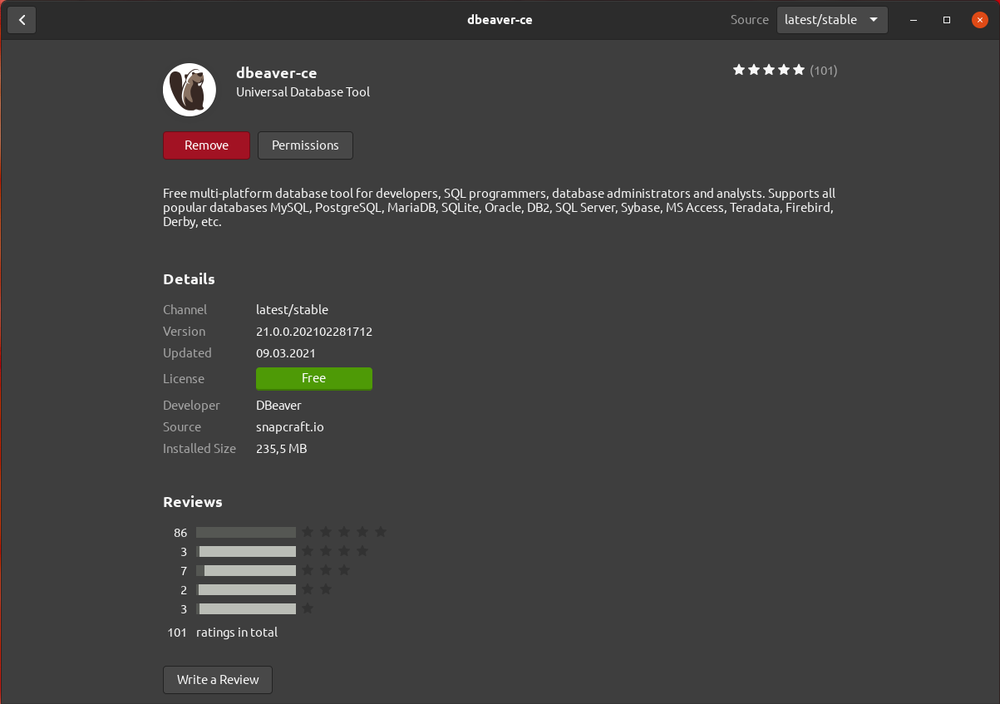 dbeaver-ce
Source latest/stable
dbeaver-ce
(101)
Universal Database Tool
Remove Permissions
Free multi-platform database tool for developers, SQL programmers, database administrators and analysts. Supports all
popular databases MySQL, PostgreSQL, MariaDB, SQLite, Oracle, DB2, SQL Server, Sybase, MS Access, Teradata, Firebird,
Derby, etc.
Details
Channel latest/stable
Version 21.0.0.202102281712
Updated 09.03.2021
License Free
Developer DBeaver
Source snapcraft.io
Installed Size 235,5 MB
Reviews
86
3
7
2
3
101 ratings in total
Write a Review